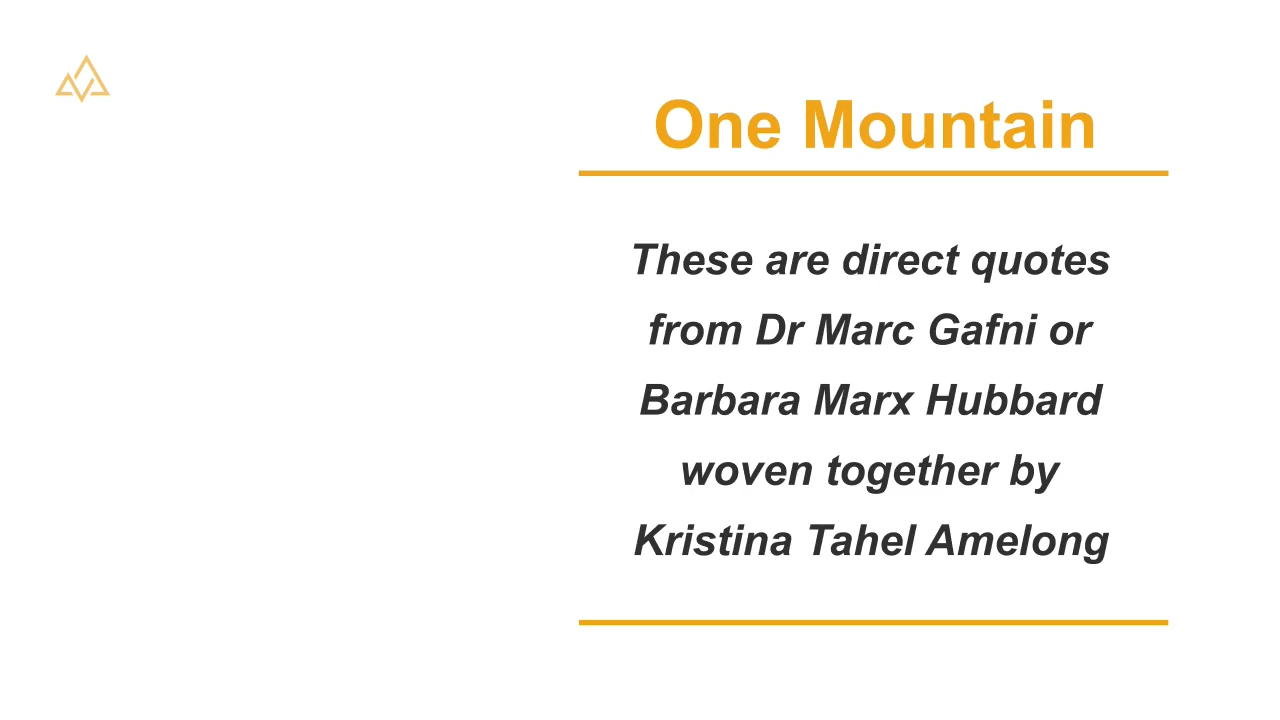 One Mountain
These are direct quotes
from Dr Marc Gafni or
Barbara Marx Hubbard
woven together by
Kristina Tahel Amelong